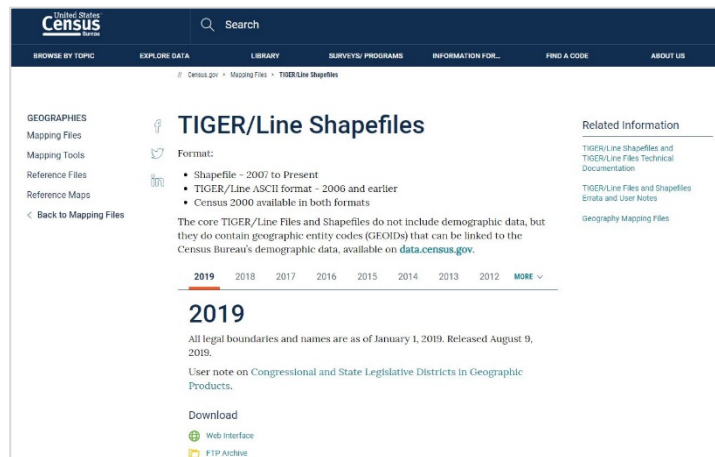 United States®
Census
Bureau
Search
BROWSE BY TOPIC
EXPLORE DATA
LIBRARY
SURVEYS/ PROGRAMS
INFORMATION FOR...
FIND A CODE
ABOUT US
// Census.gov > Mapping Files > TIGER/Line Shapefiles
GEOGRAPHIES
Mapping Files
Mapping Tools
Reference Files
Reference Maps
< Back to Mapping Files
TIGER/Line Shapefiles
Format:
• Shapefile - 2007 to Present
• TIGER/Line ASCII format - 2006 and earlier
• Census 2000 available in both formats
The core TIGER/Line Files and Shapefiles do not include demographic data, but
they do contain geographic entity codes (GEOIDs) that can be linked to the
Census Bureau's demographic data, available on data.census.gov.
2019 2018 2017 2016 2015 2014 2013 2012 MORE
2019
All legal boundaries and names are as of January 1, 2019. Released August 9,
2019.
User note on Congressional and State Legislative Districts in Geographic
Products.
Download
Web Interface
FTP Archive
Related Information
TIGER/Line Shapefiles and
TIGER/Line Files Technical
Documentation
TIGER/Line Files and Shapefiles
Errata and User Notes
Geography Mapping Files